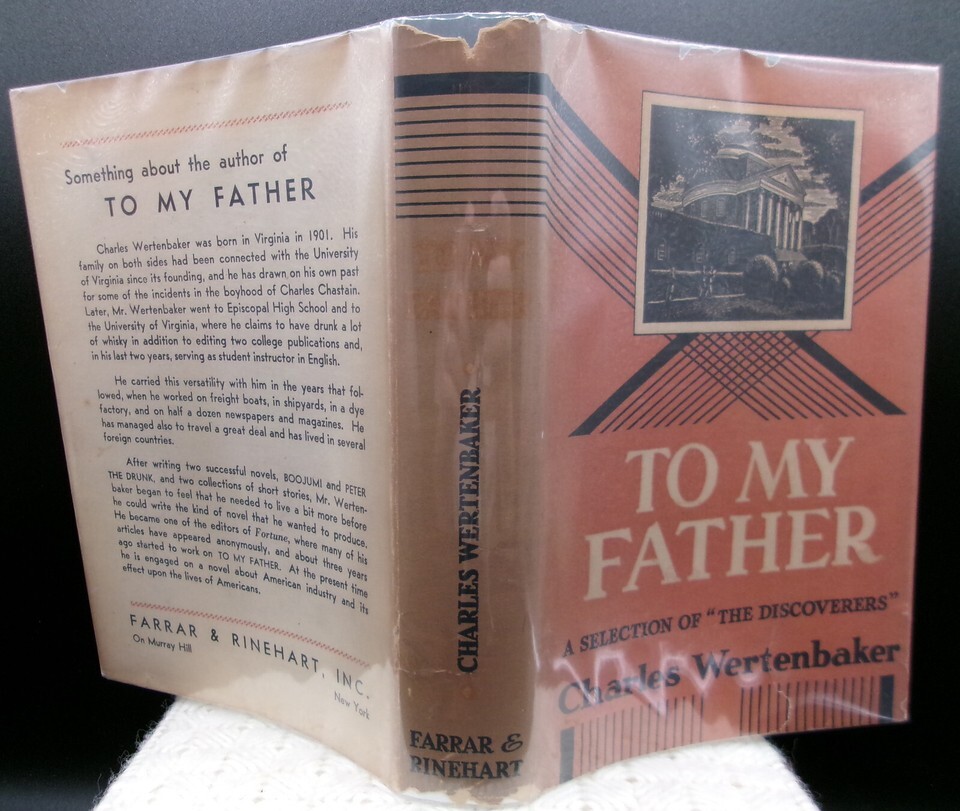 Something about the author of
TO MY FATHER
Charles Wertenbaker was born in Virginia in 1901. His
family on both sides had been connected with the University
of Virginia since its founding, and he has drawn on his own past
for some of the incidents in the boyhood of Charles Chastain.
Later, Mr. Wertenbaker went to Episcopal High School and to
the University of Virginia, where he claims to have drunk a lot
of whisky in addition to editing two college publications and,
in his last two years, serving as student instructor in English.
He carried this versatility with him in the years that fol-
lowed, when he worked on freight boats, in shipyards, in a dye
factory, and on half a dozen newspapers and magazines. He
has managed also to travel a great deal and has lived in several
foreign countries.
After writing two successful novels, BOOJUM! and PETER
THE DRUNK, and two collections of short stories, Mr. Werten-
baker began to feel that he needed to live a bit more before
he could write the kind of novel that he wanted to produce.
He became one of the editors of Fortune, where many of his
articles have appeared anonymously, and about three years
ago started to work on TO MY FATHER. At the present time
he is engaged on a novel about American industry and its
effect upon the lives of Americans.
FARRAR & RINEHART, INC.
On Murray Hill
New York
CHARLES WERTENBAKER
FARRAR &
RINEHART
TO MY
FATHER
A SELECTION OF "THE DISCOVERERS"
Charles Wertenbaker